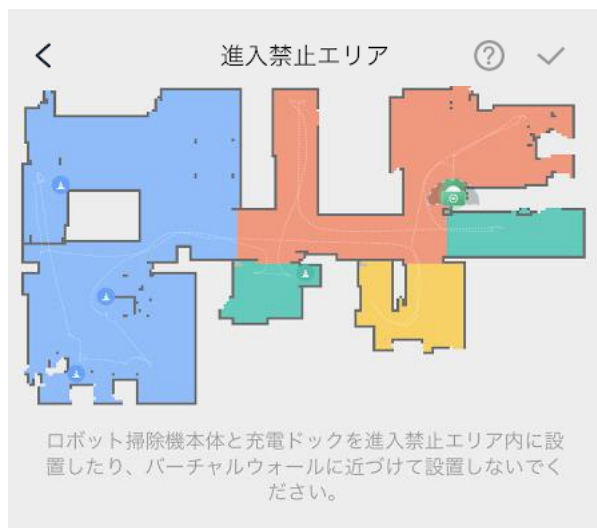 進入禁止エリア
ロボット掃除機本体と充電ドックを進入禁止エリア内に設
置したり、バーチャルウォールに近づけて設置しないでく
ださい。